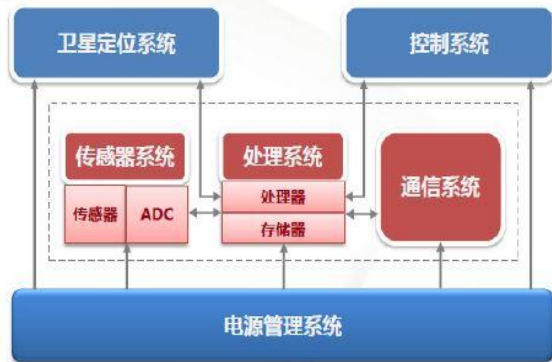 卫星定位系统
控制系统
传感器系统
处理系统
通信系统
传感器
ADC
处理器
存储器
电源管理系统